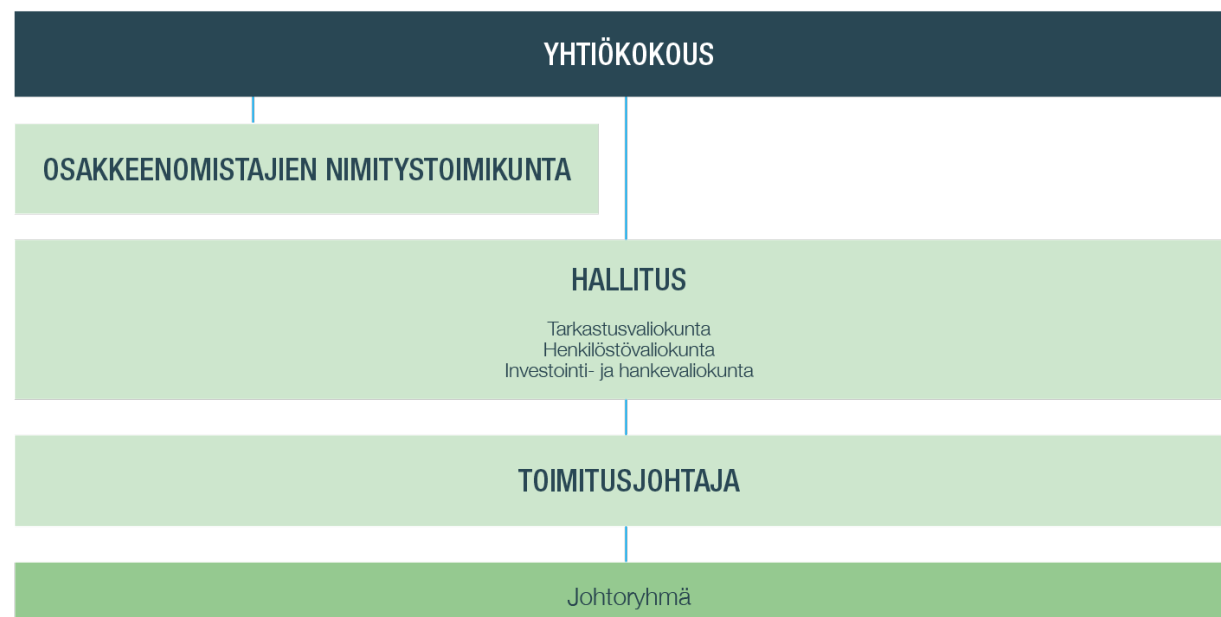 YHTIÖKOKOUS
OSAKKEENOMISTAJIEN NIMITYSTOIMIKUNTA
HALLITUS
Tarkastusvaliokunta
Henkilöstövaliokunta
Investointi- ja hankevaliokunta
TOIMITUSJOHTAJA
Johtoryhmä